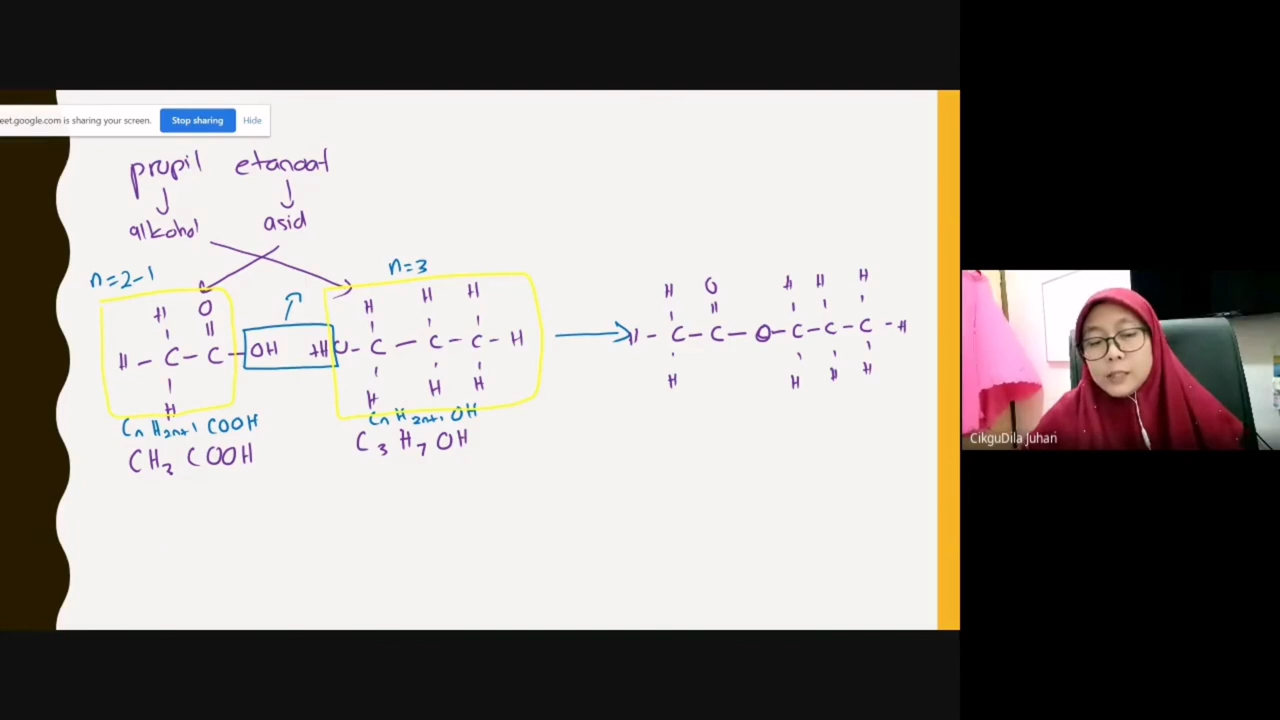 eet.google.com is sharing your screen. Stop sharing Hide
propil etanoat
alkohol asid
n=2-1 n=3
H O H H H
H - C - C - OH HO - C - C - C - H
H H H H
CnH2n+1 COOH CnH2n+1 OH
CH3 COOH C3H7OH
H O H H H
H - C - C - O - C - C - C - H
H H H H
CikguDila Juhari